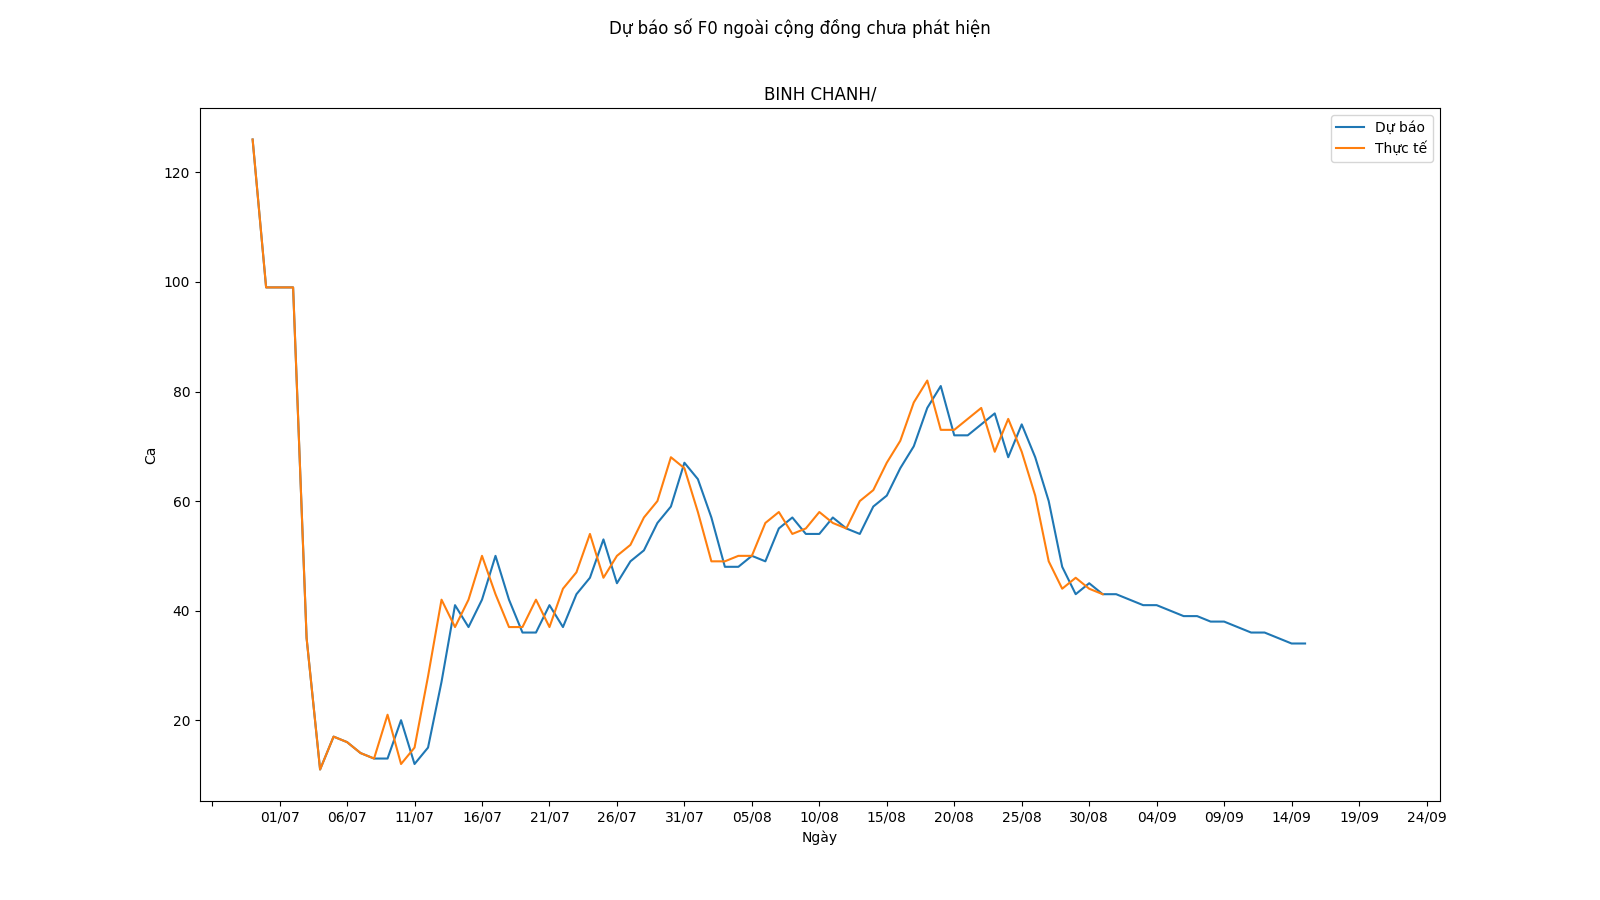 Dự báo số F0 ngoài cộng đồng chưa phát hiện
BINH CHANH/
Dự báo
Thực tế
120
100
80
60
40
20
Ca
01/07 06/07 11/07 16/07 21/07 26/07 31/07 05/08 10/08 15/08 20/08 25/08 30/08 04/09 09/09 14/09 19/09 24/09
Ngày